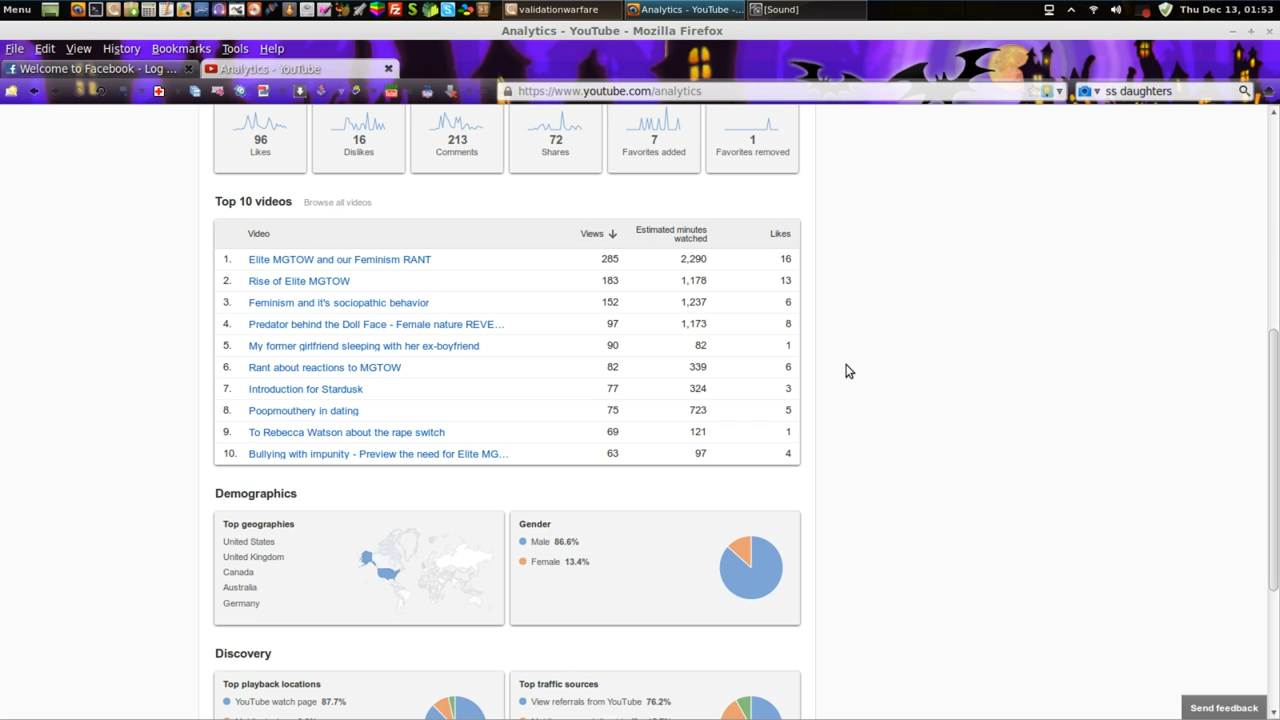 Menu
validationwarfare
Analytics - YouTube -...
[Sound]
Thu Dec 13, 01:53
Analytics - YouTube - Mozilla Firefox
File Edit View History Bookmarks Tools Help
Welcome to Facebook - Log ...
Analytics - YouTube
https://www.youtube.com/analytics
ss daughters
96 16 213 72 7 1
Likes Dislikes Comments Shares Favorites added Favorites removed
Top 10 videos Browse all videos
Video Views Estimated minutes watched Likes
1. Elite MGTOW and our Feminism RANT 285 2,290 16
2. Rise of Elite MGTOW 183 1,178 13
3. Feminism and it's sociopathic behavior 152 1,237 6
4. Predator behind the Doll Face - Female nature REVE... 97 1,173 8
5. My former girlfriend sleeping with her ex-boyfriend 90 82 1
6. Rant about reactions to MGTOW 82 339 6
7. Introduction for Stardusk 77 324 3
8. Poopmouthery in dating 75 723 5
9. To Rebecca Watson about the rape switch 69 121 1
10. Bullying with impunity - Preview the need for Elite MG... 63 97 4
Demographics
Top geographies
United States
United Kingdom
Canada
Australia
Germany
Gender
Male 86.6%
Female 13.4%
Discovery
Top playback locations
YouTube watch page 87.7%
Top traffic sources
View referrals from YouTube 76.2%
Send feedback